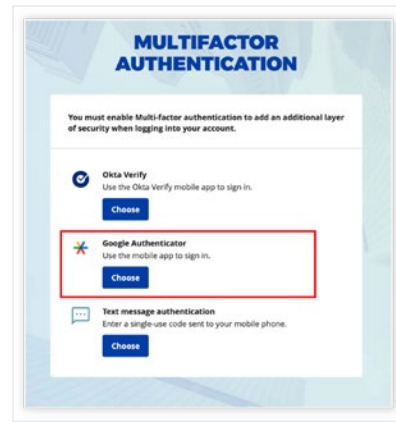 MULTIFACTOR
AUTHENTICATION
You must enable Multi-factor authentication to add an additional layer
of security when logging into your account.
Okta Verify
Use the Okta Verify mobile app to sign in.
Choose
Google Authenticator
Use the mobile app to sign in.
Choose
Text message authentication
Enter a single-use code sent to your mobile phone.
Choose